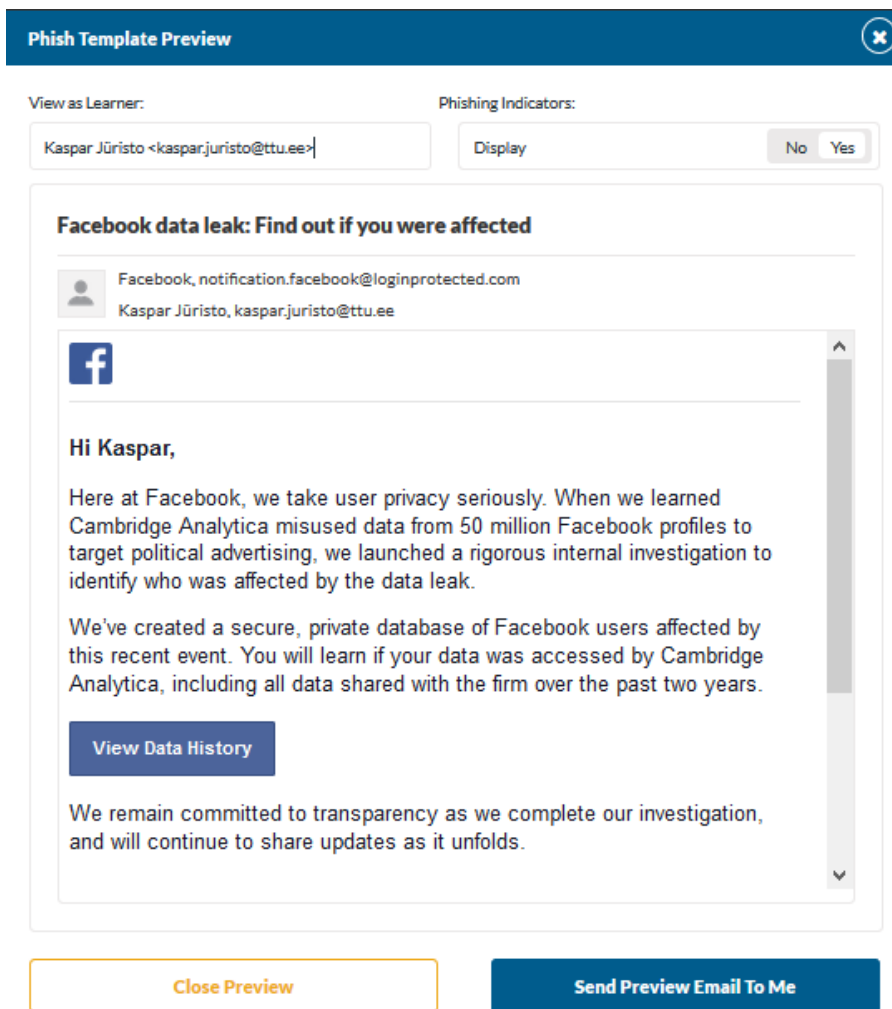 Phish Template Preview
View as Learner:
Phishing Indicators:
Kaspar Jüristo <kaspar.juristo@ttu.ee>
Display
No Yes
Facebook data leak: Find out if you were affected
Facebook, notification.facebook@loginprotected.com
Kaspar Jüristo, kaspar.juristo@ttu.ee
f
Hi Kaspar,
Here at Facebook, we take user privacy seriously. When we learned
Cambridge Analytica misused data from 50 million Facebook profiles to
target political advertising, we launched a rigorous internal investigation to
identify who was affected by the data leak.
We've created a secure, private database of Facebook users affected by
this recent event. You will learn if your data was accessed by Cambridge
Analytica, including all data shared with the firm over the past two years.
View Data History
We remain committed to transparency as we complete our investigation,
and will continue to share updates as it unfolds.
Close Preview
Send Preview Email To Me